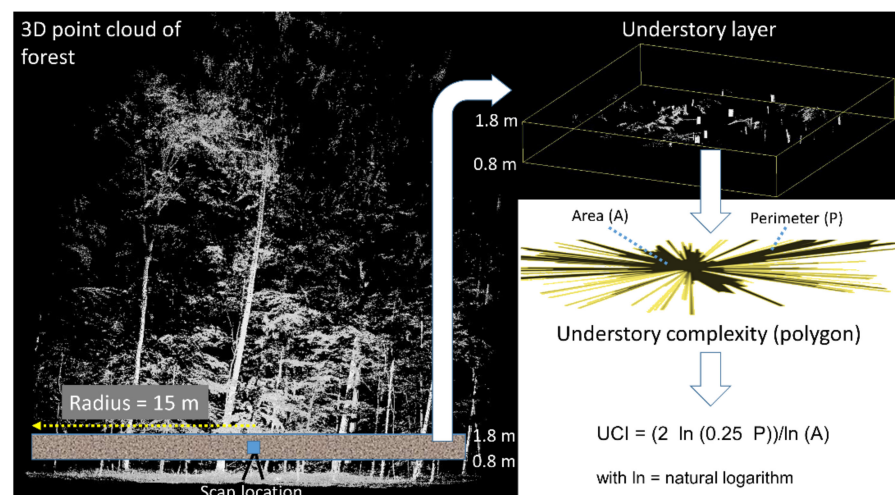 3D point cloud of
forest
Understory layer
1.8 m
0.8 m
Area (A)
Perimeter (P)
Understory complexity (polygon)
Radius = 15 m
1.8 m
0.8 m
Scan location
UCI = (2 ln (0.25 P))/ln (A)
with ln = natural logarithm